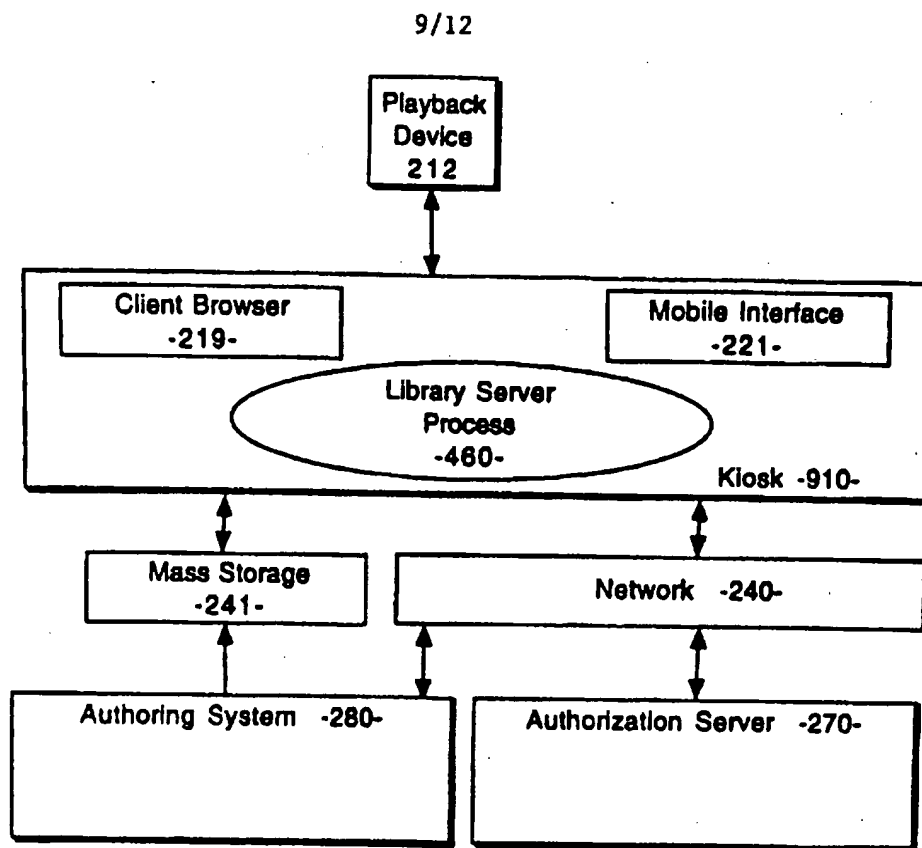 9/12
Playback
Device
212
Client Browser
-219-
Mobile Interface
-221-
Library Server
Process
-460-
Kiosk -910-
Mass Storage
-241-
Network -240-
Authoring System -280-
Authorization Server -270-